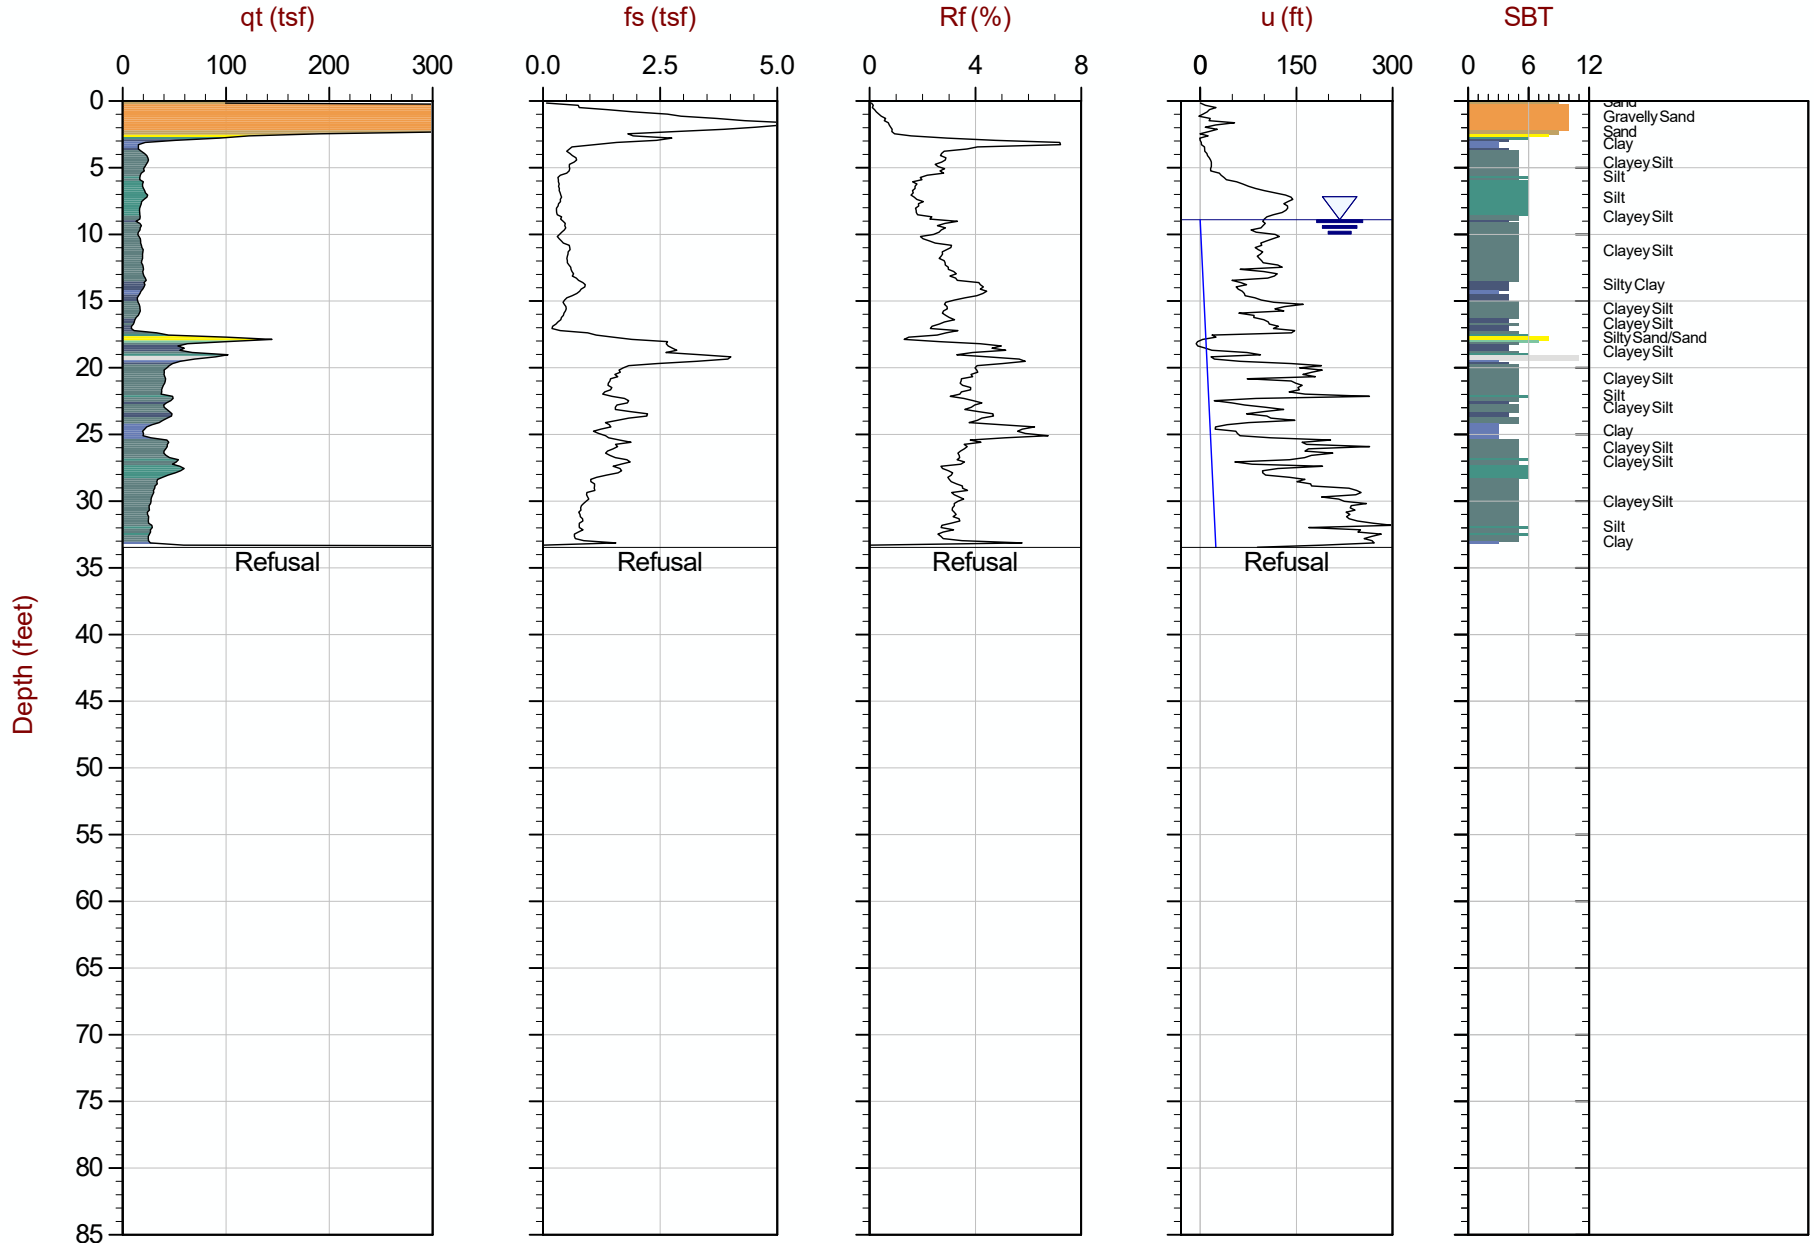 qt (tsf) fs (tsf) Rf (%) u (ft) SBT
0 100 200 300 0.0 2.5 5.0 0 4 8 0 150 300 0 6 12
0
5
10
15
20
25
30
35
40
45
50
55
60
65
70
75
80
85
Depth (feet)
Refusal Refusal Refusal Refusal
Sand
Gravelly Sand
Sand
Clay
Clayey Silt
Silt
Silt
Clayey Silt
Clayey Silt
Silty Clay
Clayey Silt
Clayey Silt
Silty Sand/Sand
Clayey Silt
Clayey Silt
Silt
Clayey Silt
Clay
Clayey Silt
Clayey Silt
Clayey Silt
Silt
Clay